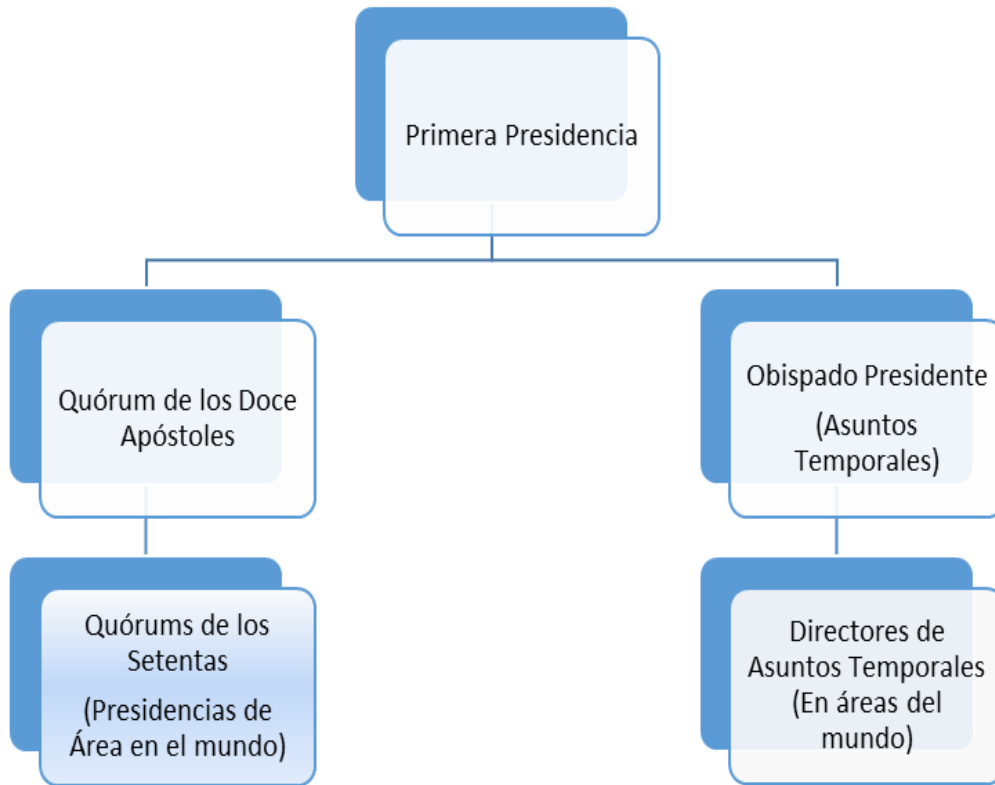 Primera Presidencia
Quórum de los Doce
Apóstoles
Obispado Presidente
(Asuntos
Temporales)
Quórums de los
Setentas
(Presidencias de
Área en el mundo)
Directores de
Asuntos Temporales
(En áreas del
mundo)